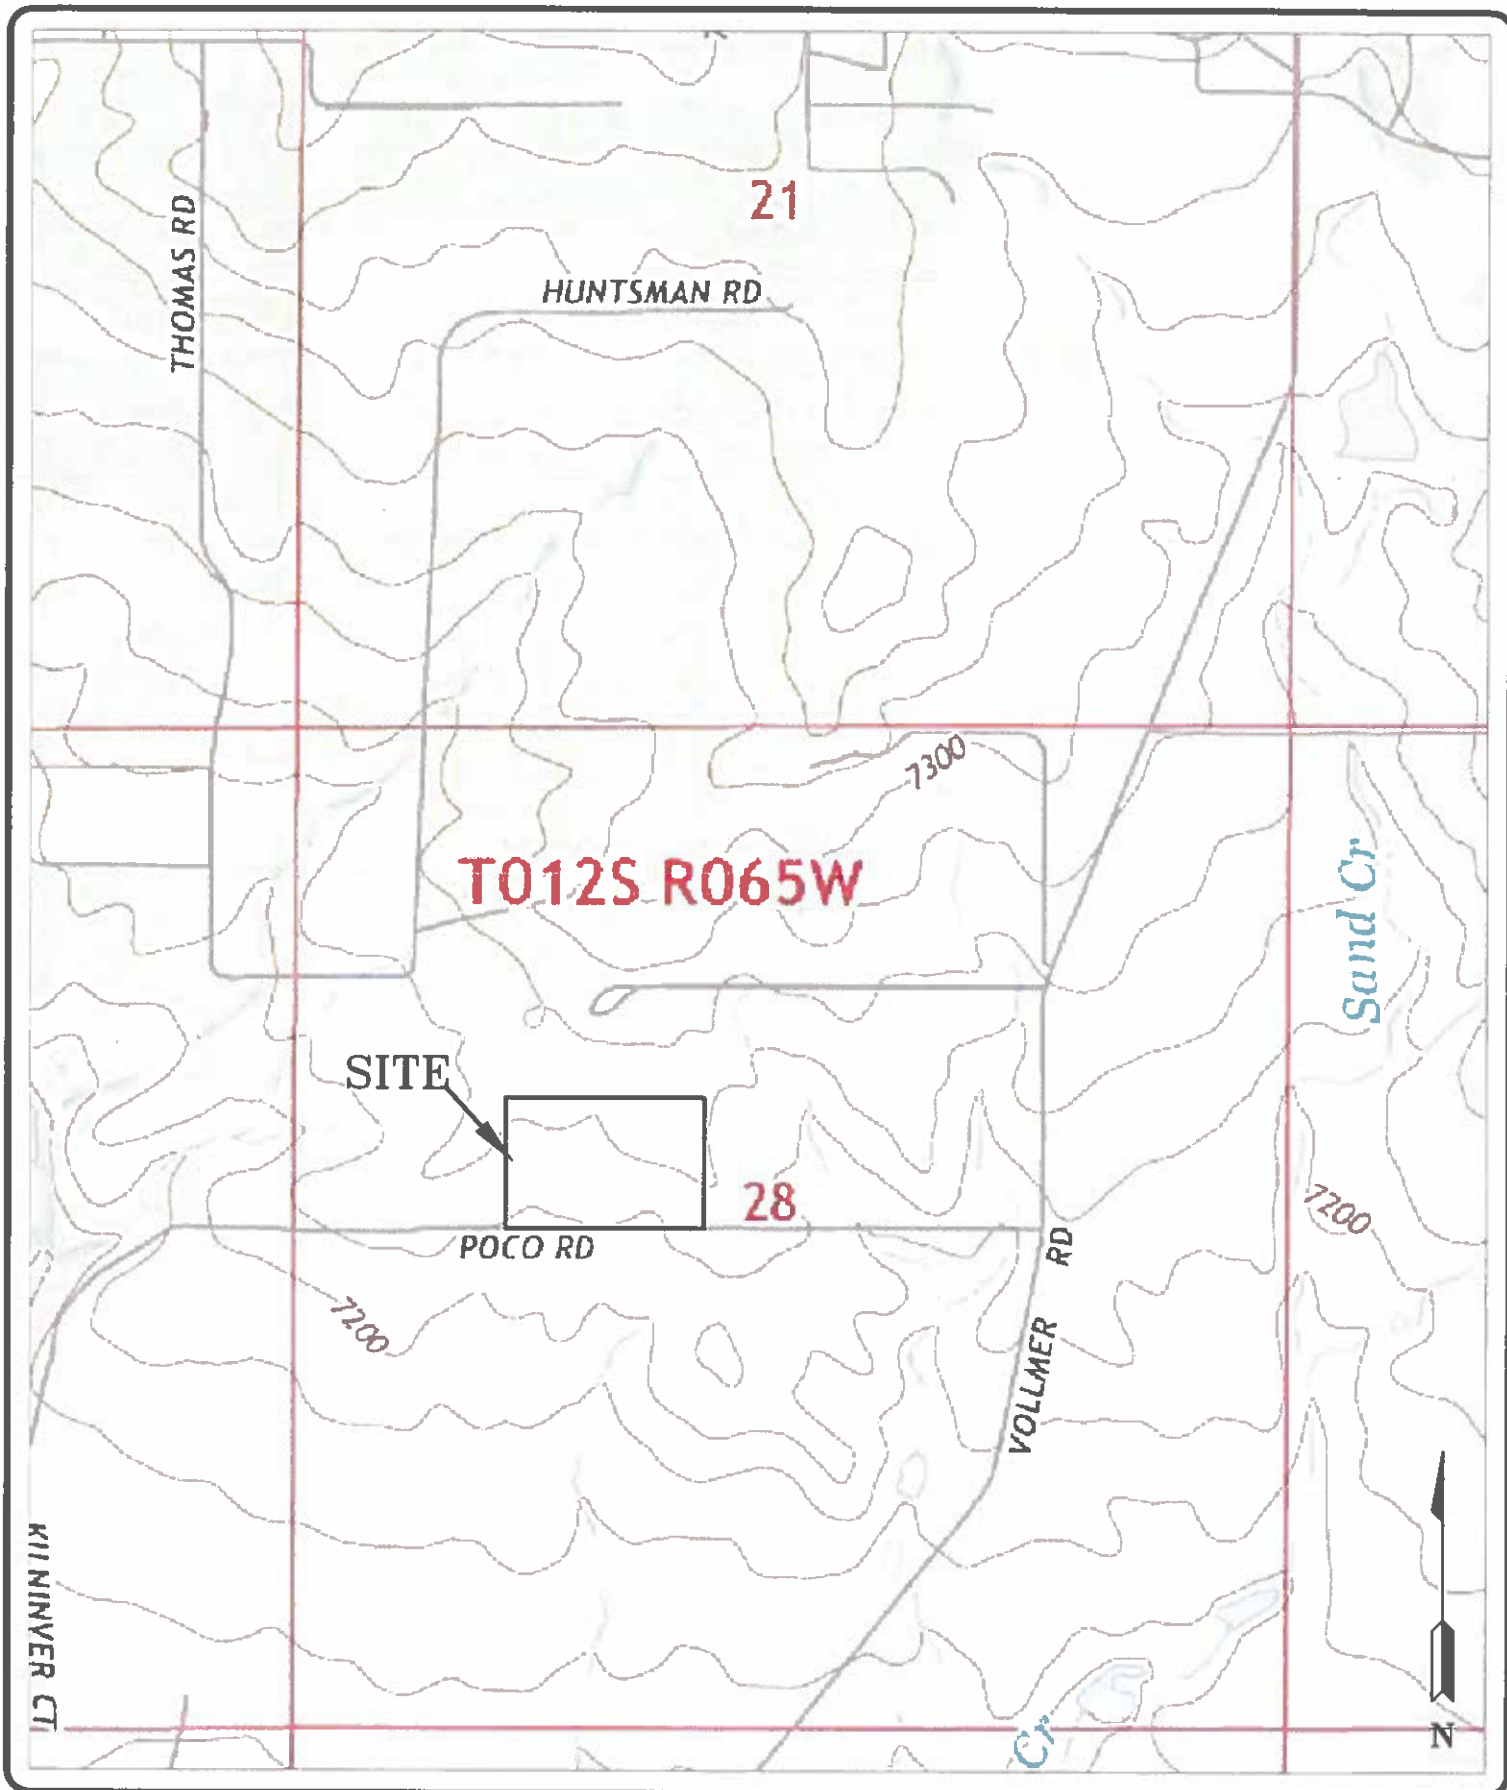 21
THOMAS RD
HUNTSMAN RD
7300
T012S R065W
Sand Cr
SITE
28
7200
POCO RD
RD
7200
VOLLMER
KILNINVER CT
Cr
N